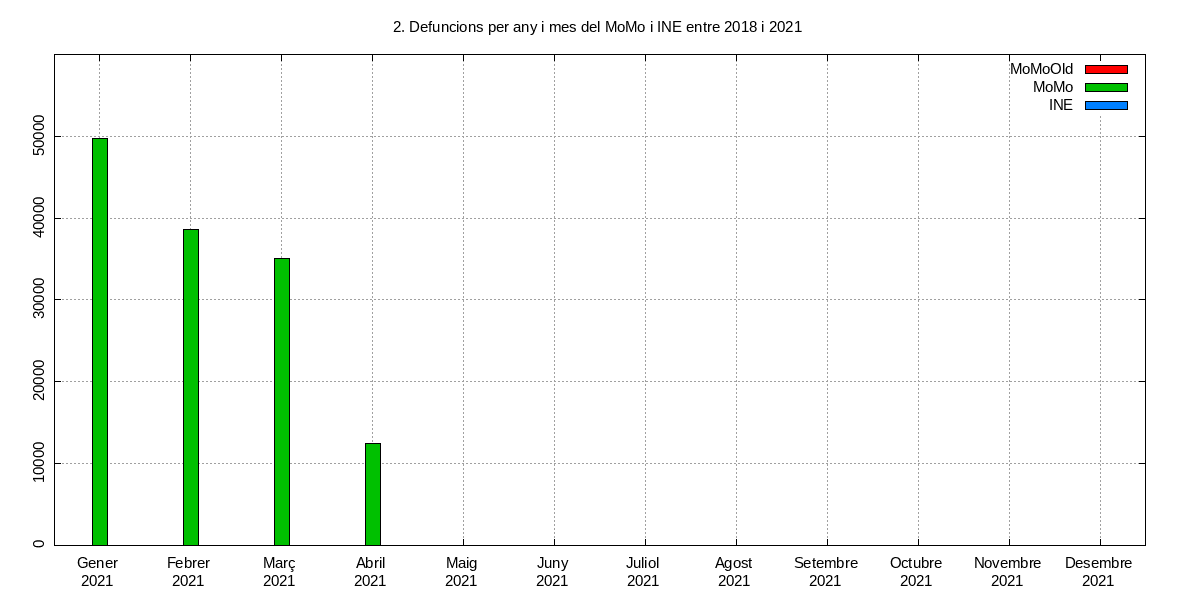 2. Defuncions per any i mes del MoMo i INE entre 2018 i 2021
MoMoOld
MoMo
INE
50000
40000
30000
20000
10000
0
Gener 2021
Febrer 2021
Març 2021
Abril 2021
Maig 2021
Juny 2021
Juliol 2021
Agost 2021
Setembre 2021
Octubre 2021
Novembre 2021
Desembre 2021